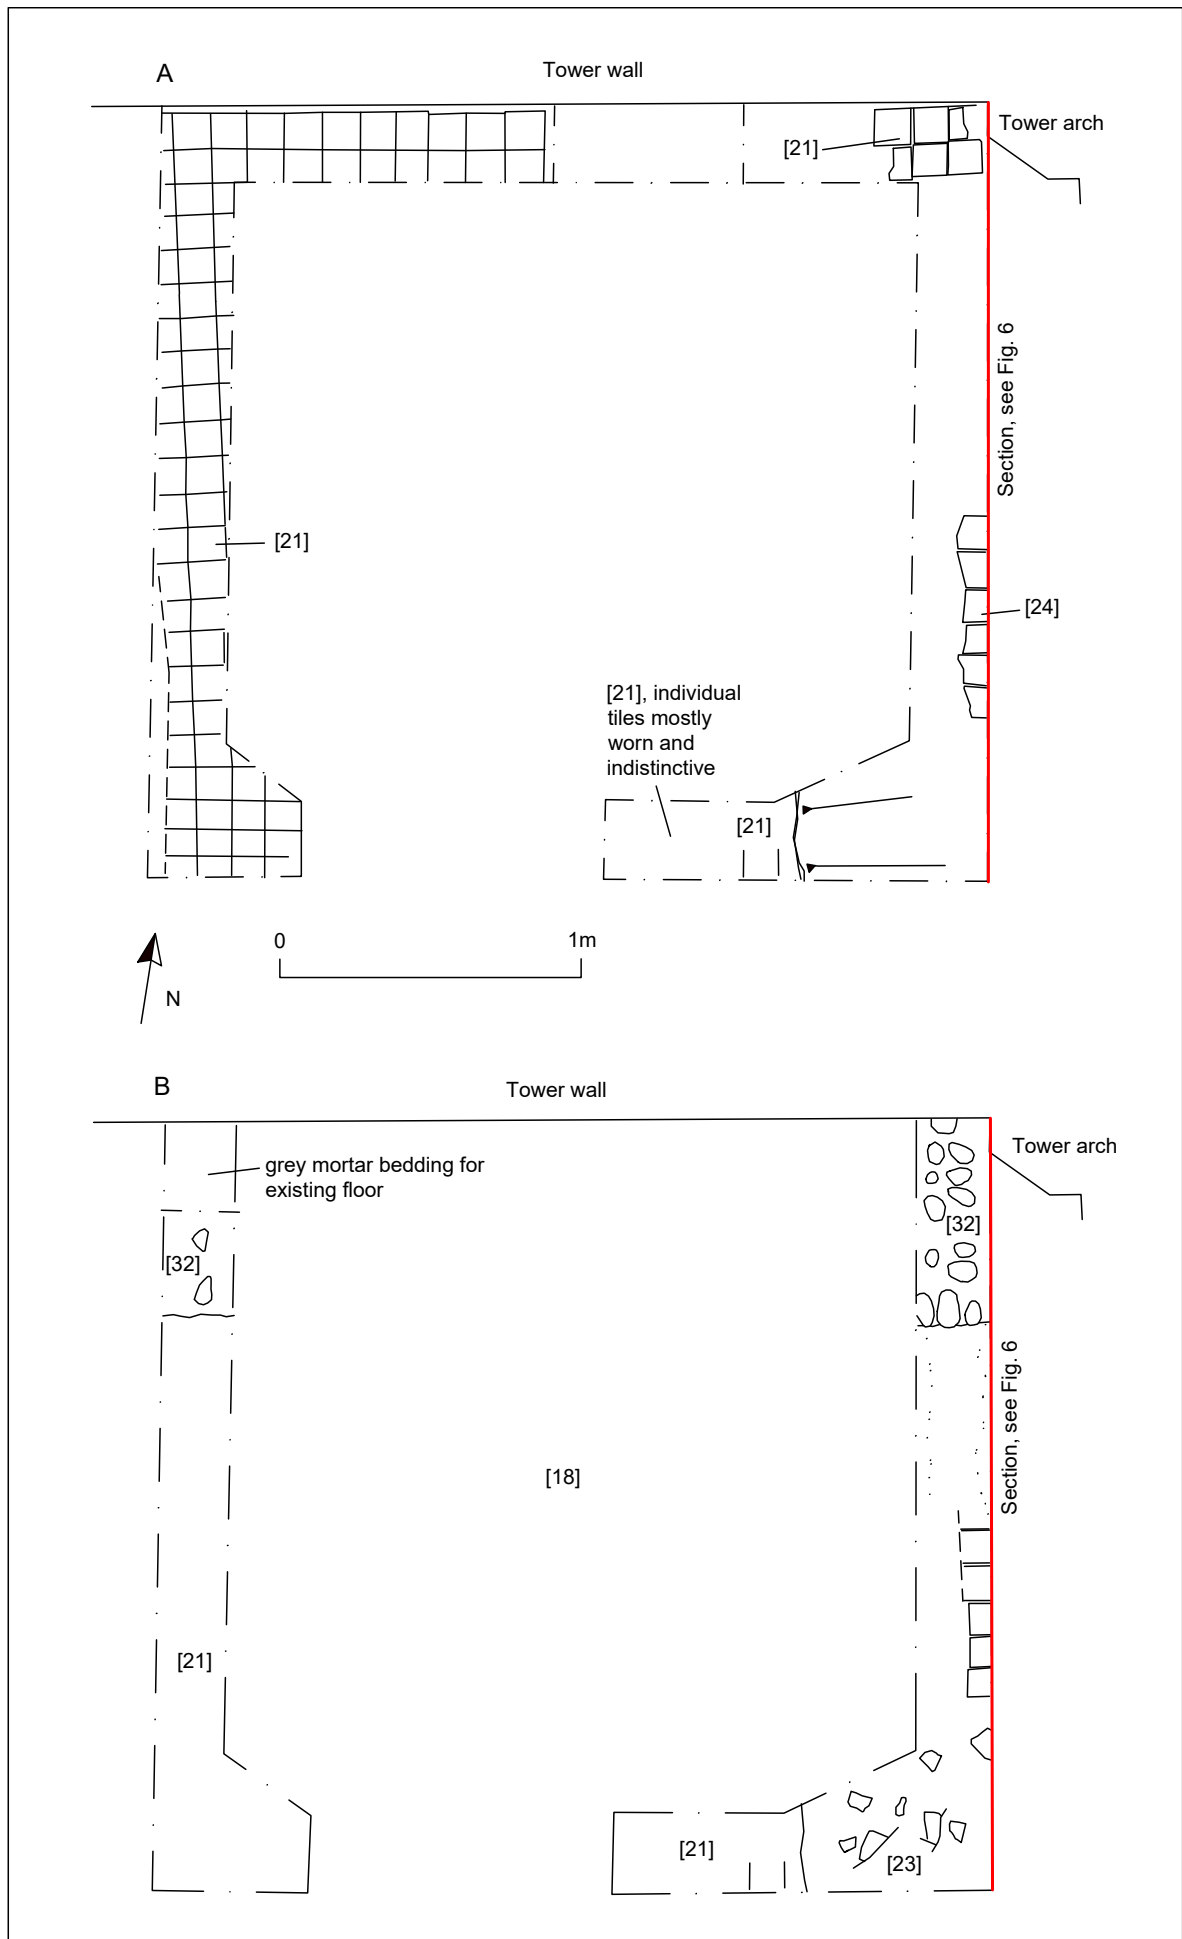 A
Tower wall
Tower arch
[21]
Section, see Fig. 6
[21]
[24]
[21], individual
tiles mostly
worn and
indistinctive
[21]
0
1m
N
B
Tower wall
Tower arch
grey mortar bedding for
existing floor
[32]
[32]
Section, see Fig. 6
[18]
[21]
[21]
[23]